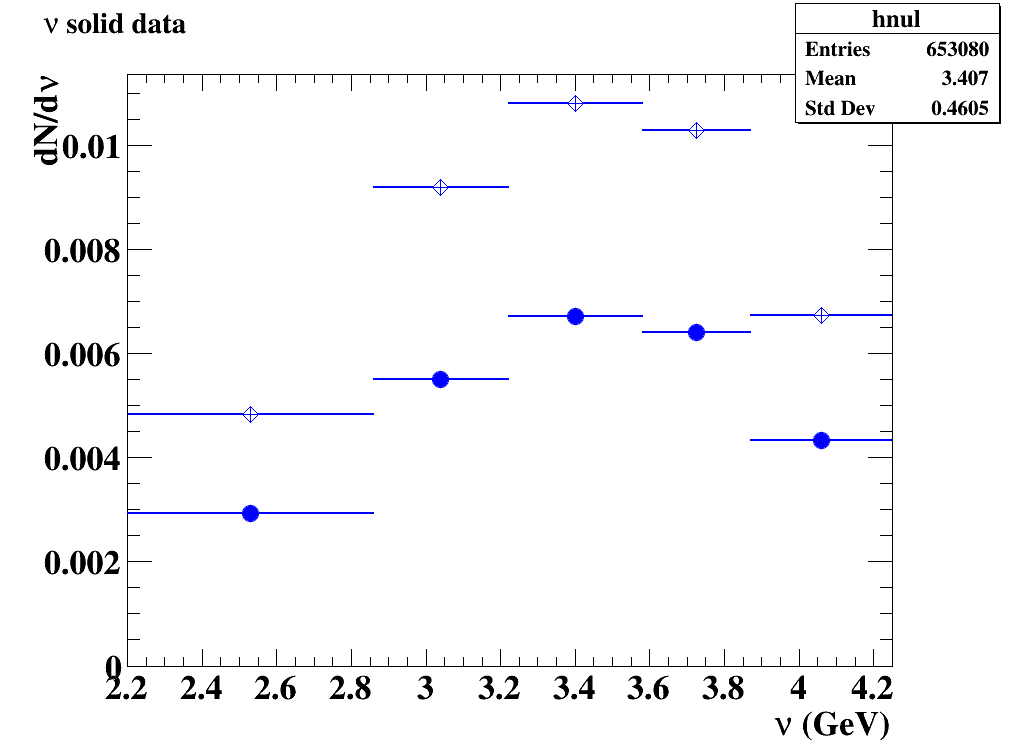 ν solid data
hnul
Entries 653080
Mean 3.407
Std Dev 0.4605
dN/dν
0.01
0.008
0.006
0.004
0.002
0
2.2 2.4 2.6 2.8 3 3.2 3.4 3.6 3.8 4 4.2
ν (GeV)